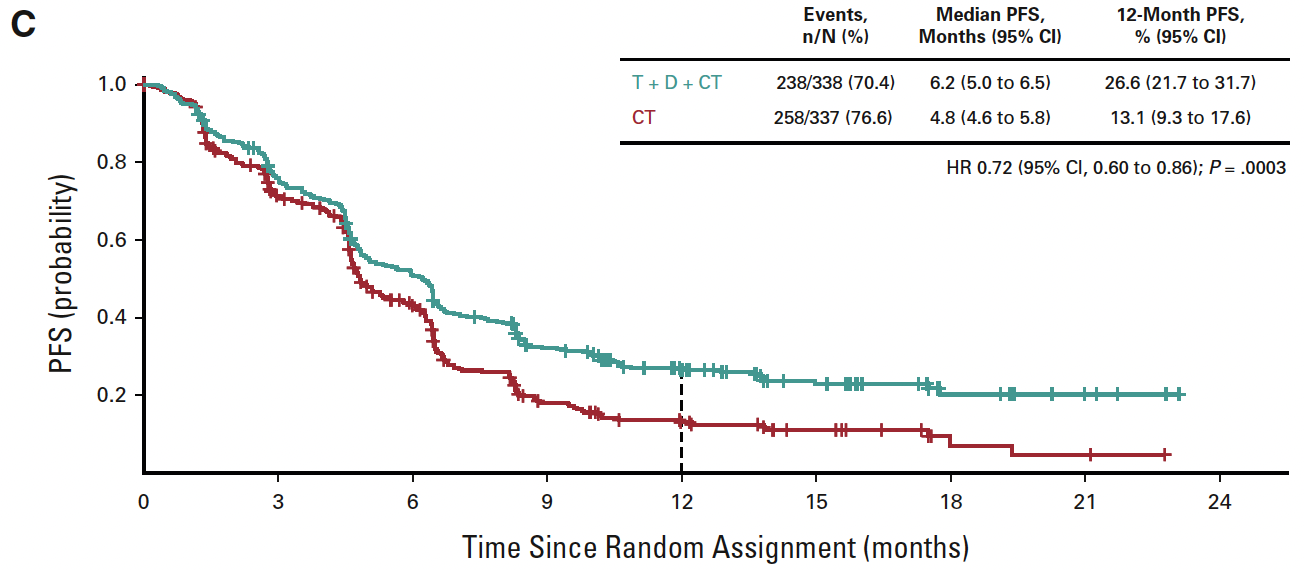 C
Events, Median PFS, 12-Month PFS,
n/N (%) Months (95% CI) % (95% CI)
T + D + CT 238/338 (70.4) 6.2 (5.0 to 6.5) 26.6 (21.7 to 31.7)
CT 258/337 (76.6) 4.8 (4.6 to 5.8) 13.1 (9.3 to 17.6)
HR 0.72 (95% CI, 0.60 to 0.86); P = .0003
PFS (probability)
1.0
0.8
0.6
0.4
0.2
0 3 6 9 12 15 18 21 24
Time Since Random Assignment (months)